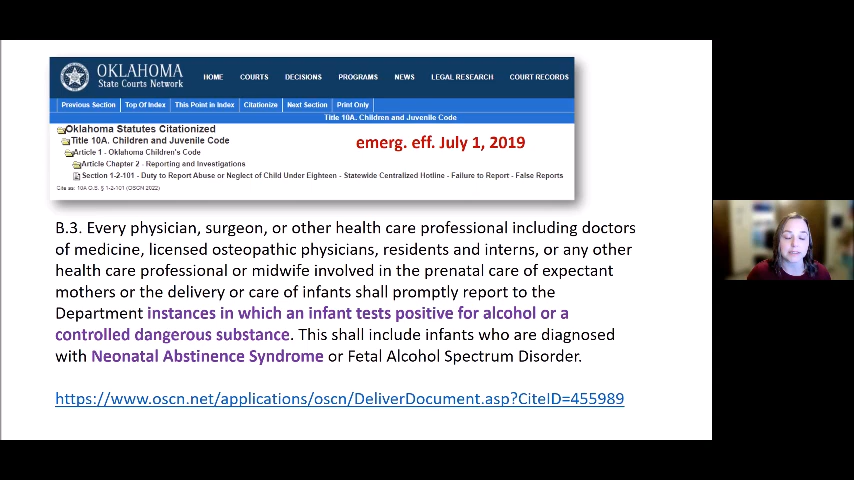 OKLAHOMA
State Courts Network
HOME COURTS DECISIONS PROGRAMS NEWS LEGAL RESEARCH COURT RECORDS
Previous Section Top Of Index This Point in Index Citationize Next Section Print Only
Title 10A. Children and Juvenile Code
Oklahoma Statutes Citationized
Title 10A. Children and Juvenile Code
Article 1 - Oklahoma Children's Code
Article Chapter 2 - Reporting and Investigations
Section 1-2-101 - Duty to Report Abuse or Neglect of Child Under Eighteen - Statewide Centralized Hotline - Failure to Report - False Reports
Cite as: 10A O.S. § 1-2-101 (OSCN 2022)
emerg. eff. July 1, 2019
B.3. Every physician, surgeon, or other health care professional including doctors
of medicine, licensed osteopathic physicians, residents and interns, or any other
health care professional or midwife involved in the prenatal care of expectant
mothers or the delivery or care of infants shall promptly report to the
Department instances in which an infant tests positive for alcohol or a
controlled dangerous substance. This shall include infants who are diagnosed
with Neonatal Abstinence Syndrome or Fetal Alcohol Spectrum Disorder.
https://www.oscn.net/applications/oscn/DeliverDocument.asp?CiteID=455989